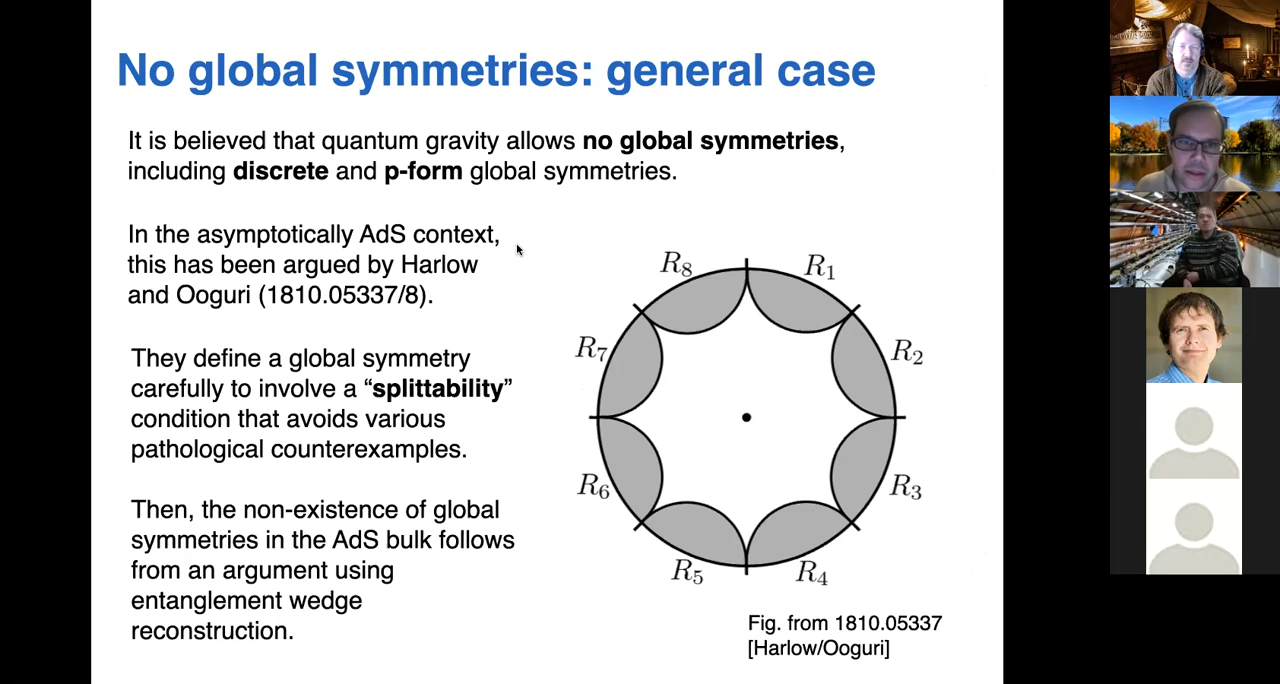 No global symmetries: general case
It is believed that quantum gravity allows no global symmetries,
including discrete and p-form global symmetries.
In the asymptotically AdS context,
this has been argued by Harlow
and Ooguri (1810.05337/8).
They define a global symmetry
carefully to involve a “splittability”
condition that avoids various
pathological counterexamples.
Then, the non-existence of global
symmetries in the AdS bulk follows
from an argument using
entanglement wedge
reconstruction.
R₈
R₁
R₇
R₂
R₆
R₃
R₅
R₄
Fig. from 1810.05337
[Harlow/Ooguri]